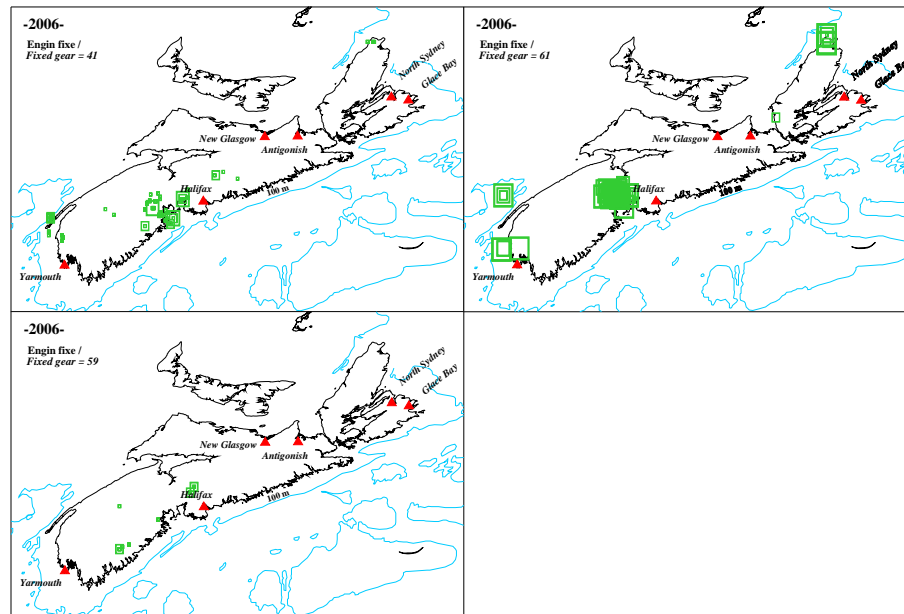 -2006-
Engin fixe /
Fixed gear = 41
North Sydney
Glace Bay
New Glasgow
Antigonish
Halifax
100 m
Yarmouth
-2006-
Engin fixe /
Fixed gear = 61
North Sydney
Glace Bay
New Glasgow
Antigonish
Halifax
100 m
Yarmouth
-2006-
Engin fixe /
Fixed gear = 59
North Sydney
Glace Bay
New Glasgow
Antigonish
Halifax
100 m
Yarmouth